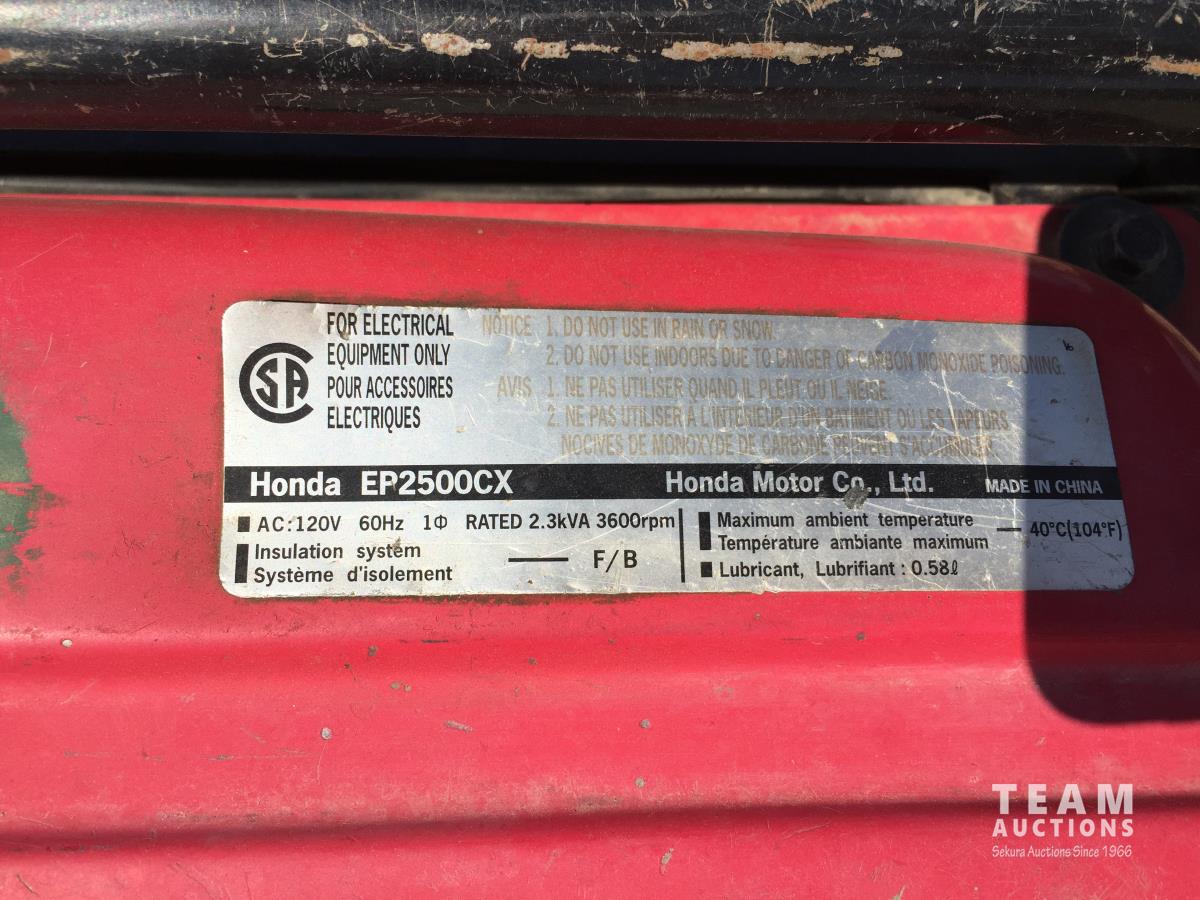 FOR ELECTRICAL
EQUIPMENT ONLY
POUR ACCESSOIRES
ELECTRIQUES
NOTICE 1. DO NOT USE IN RAIN OR SNOW.
2. DO NOT USE INDOORS DUE TO DANGER OF CARBON MONOXIDE POISONING.
AVIS 1. NE PAS UTILISER QUAND IL PLEUT OU IL NEIGE.
2. NE PAS UTILISER A L'INTERIEUR D'UN BATIMENT OU LES VAPEURS
NOCIVES DE MONOXYDE DE CARBONE PEUVENT S'ACCUMULER.
Honda EP2500CX Honda Motor Co., Ltd. MADE IN CHINA
AC:120V 60Hz 1Φ RATED 2.3kVA 3600rpm
Insulation system
Système d'isolement — F/B
Maximum ambient temperature
Température ambiante maximum — 40°C(104°F)
Lubricant, Lubrifiant : 0.58ℓ
TEAM
AUCTIONS
Sekura Auctions Since 1966